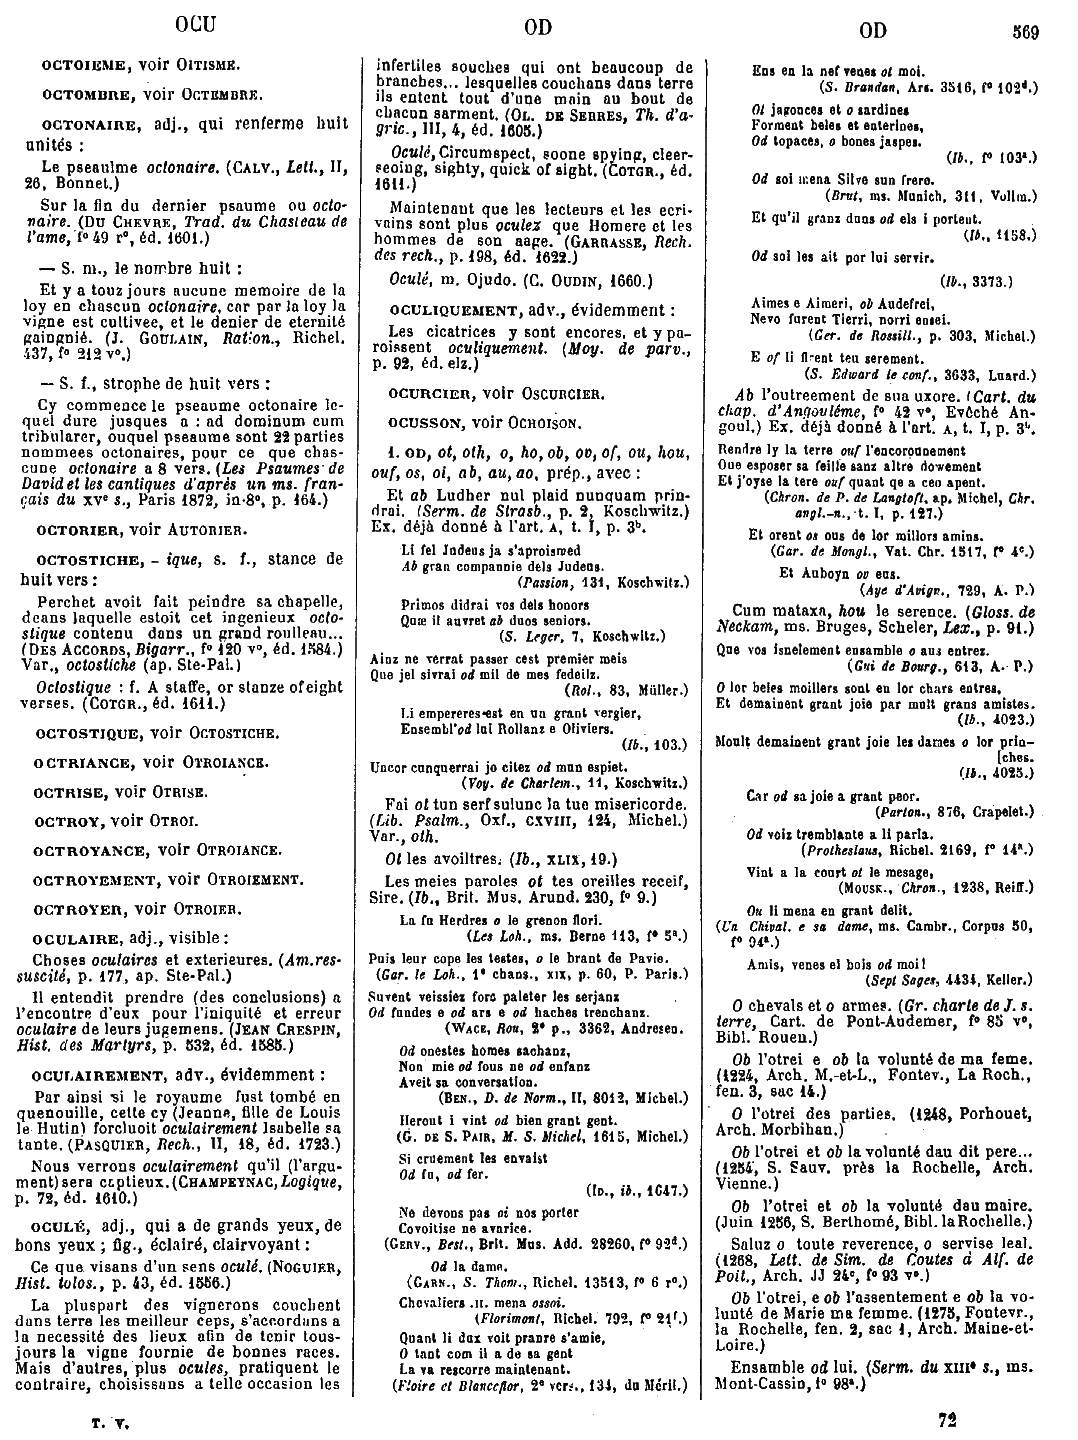 OCU
OD
OD
569
OCTOIEME, voir OITISME.
OCTOMBRE, voir OCTEMBRE.
OCTONAIRE, adj., qui renferme huit
unités :
Le pseaulme octonaire. (CALV., Lett., II,
26, Bonnet.)
Sur la fin du dernier psaume ou octo-
naire. (DU CHEVRE, Trad. du Chasteau de
l'ame, f° 49 r°, éd. 1601.)
— S. m., le nombre huit :
Et y a touz jours aucune memoire de la
loy en chascun octonaire, car par la loy la
vigne est cultivee, et le denier de eternité
gaingnié. (J. GOULAIN, Ration., Richel.
437, f° 212 v°.)
— S. f., strophe de huit vers :
Cy commence le pseaume octonaire le-
quel dure jusques a : ad dominum cum
tribularer, ouquel pseaume sont 22 parties
nommees octonaires, pour ce que chas-
cune octonaire a 8 vers. (Les Psaumes de
David et les cantiques d'après un ms. fran-
çais du XVe s., Paris 1872, in-8°, p. 164.)
OCTORIER, voir AUTORIER.
OCTOSTICHE, - ique, s. f., stance de
huit vers :
Perchet avoit fait peindre sa chapelle,
deans laquelle estoit cet ingenieux octo-
stique contenu dans un grand roulleau...
(DES ACCORDS, Bigarr., f° 120 v°, éd. 1584.)
Var., octostiche (ap. Ste-Pal.)
Octostique : f. A staffe, or stanze of eight
verses. (COTGR., éd. 1611.)
OCTOSTIQUE, voir OCTOSTICHE.
OCTRIANCE, voir OTROIANCE.
OCTRISE, voir OTRISE.
OCTROY, voir OTROI.
OCTROYANCE, voir OTROIANCE.
OCTROYEMENT, voir OTROIEMENT.
OCTROYER, voir OTROIER.
OCULAIRE, adj., visible :
Choses oculaires et exterieures. (Am. res-
suscité, p. 177, ap. Ste-Pal.)
Il entendit prendre (des conclusions) a
l'encontre d'eux pour l'iniquité et erreur
oculaire de leurs jugemens. (JEAN CRESPIN,
Hist. des Martyrs, p. 532, éd. 1585.)
OCULAIREMENT, adv., évidemment :
Par ainsi si le royaume fust tombé en
quenouille, cette cy (Jeanne, fille de Louis
le Hutin) forcluoit oculairement Isabelle sa
tante. (PASQUIER, Rech., II, 18, éd. 1723.)
Nous verrons oculairement qu'il (l'argu-
ment) sera captieux. (CHAMPEYNAC, Logique,
p. 72, éd. 1610.)
OCULÉ, adj., qui a de grands yeux, de
bons yeux ; fig., éclairé, clairvoyant :
Ce que visans d'un sens oculé. (NOGUIER,
Hist. tolos., p. 43, éd. 1556.)
La pluspart des vignerons couchent
dans terre les meilleur ceps, s'accordans a
la necessité des lieux afin de tenir tous-
jours la vigne fournie de bonnes races.
Mais d'autres, plus ocules, pratiquent le
contraire, choisissans a telle occasion les
T. V.
infertiles souches qui ont beaucoup de
branches... lesquelles couchans dans terre
ils entent tout d'une main au bout de
chacun sarment. (OL. DE SERRES, Th. d'a-
gric., III, 4, éd. 1605.)
Oculé, Circumspect, soone spying, cleer-
seoing, sighty, quick of sight. (COTGR., éd.
1611.)
Maintenant que les lecteurs et les ecri-
vains sont plus oculez que Homere et les
hommes de son aage. (GARRASSE, Rech.
des rech., p. 198, éd. 1622.)
Oculé, m. Ojudo. (C. OUDIN, 1660.)
OCULIQUEMENT, adv., évidemment :
Les cicatrices y sont encores, et y pa-
roissent oculiquement. (Moy. de parv.,
p. 92, éd. elz.)
OCURCIER, voir OSCURCIER.
OCUSSON, voir OCHOISON.
1. OD, ot, oth, o, ho, ob, ov, of, ou, hou,
ouf, os, oi, ab, au, ao, prép., avec :
Et ab Ludher nul plaid nunquam prin-
drai. (Serm. de Strasb., p. 2, Koschwitz.)
Ex. déjà donné à l'art. A, t. I, p. 3b.
Li fel Judeus ja s'aproismed
Ab gran compannie dels Judeus.
(Passion, 131, Koschwitz.)
Primos didrai vos dels honors
Quæ il auvret ab duos seniors.
(S. Leger, 7, Koschwitz.)
Ainz ne verrat passer cest premier meis
Que jel sivrai od mil de mes fedeilz.
(Rol., 83, Müller.)
Li empereres est en un grant vergier,
Ensembl'od lui Rollanz e Oliviers.
(Ib., 103.)
Uncor cunquerrai jo citez od mun espiet.
(Voy. de Charlem., 11, Koschwitz.)
Fai ot tun serf sulunc la tue misericorde.
(Lib. Psalm., Oxf., CXVIII, 124, Michel.)
Var., oth.
Ot les avoiltres. (Ib., XLIX, 19.)
Les meies paroles ot tes oreilles receif,
Sire. (Ib., Brit. Mus. Arund. 230, f° 9.)
La fu Herdres o le grenon flori.
(Les Loh., ms. Berne 113, f° 5a.)
Puis leur cope les testes, o le brant de Pavie.
(Gar. le Loh., 1e chans., XIX, p. 60, P. Paris.)
Suvent veissiez fors paleter les serjanz
Od fundes e od ars e od haches trenchanz.
(WACE, Rou, 2e p., 3362, Andresen.
Od onestes homes sachanz,
Non mie od fous ne od enfanz
Aveit sa conversation.
(BEN., D. de Norm., II, 8012, Michel.)
Herout i vint od bien grant gent.
(G. DE S. PAIR, M. S. Michel, 1615, Michel.)
Si cruement les envaist
Od fu, od fer.
(ID., ib., 1647.)
Ne devons pas oi nos porter
Covoitise ne avarice.
(GERV., Best., Brit. Mus. Add. 28260, f° 92d.)
Od la dame.
(GARN., S. Thom., Richel. 13513, f° 6 r°.)
Chevaliers .II. mena ossoi.
(Florimont, Richel. 792, f° 21f.)
Quant li dux voit pranre s'amie,
O tant com il a de sa gent
La va rescorre maintenant.
(Floire et Blanceflor, 2e vers., 134, du Méril.)
Ens en la nef venes ot moi.
(S. Brandan, Ars. 3516, f° 102d.)
Ot jagonces et o sardines
Forment beles et enterines,
Od topaces, o bones jaspes.
(Ib., f° 103a.)
Od soi mena Silve sun frere.
(Brut, ms. Munich, 311, Vollm.)
Et qu'il granz dons od els i portent.
(Ib., 1158.)
Od soi les ait por lui servir.
(Ib., 3373.)
Aimes e Aimeri, ob Audefrei,
Nevo furent Tierri, norri ensei.
(Ger. de Rossill., p. 303, Michel.)
E of li firent teu serement.
(S. Edward le conf., 3633, Luard.)
Ab l'outreement de sua uxore. (Cart. du
chap. d'Angouléme, f° 42 v°, Evêché An-
goul.) Ex. déjà donné à l'art. A, t. I, p. 3b.
Rendre ly la terre ouf l'encorounement
Oue esposer sa feille sanz altre dowement
Et j'oyse la tere ouf quant qe a ceo apent.
(Chron. de P. de Langtoft, ap. Michel, Chr.
angl.-n., t. I, p. 127.)
Et orent os ous de lor millors amins.
(Gar. de Mongl., Vat. Chr. 1517, f° 4c.)
Et Auboyn ov eus.
(Aye d'Avign., 729, A. P.)
Cum mataxa, hou le serence. (Gloss. de
Neckam, ms. Bruges, Scheler, Lex., p. 91.)
Que vos isnelement ensamble o aus entrez.
(Gui de Bourg., 613, A. P.)
O lor beles moillers sont en lor chars entres,
Et demainent grant joie par mult grans amistes.
(Ib., 4023.)
Moult demainent grant joie les dames o lor prin-
[ches.
(Ib., 4025.)
Car od sa joie a grant peor.
(Parton., 876, Crapelet.)
Od voiz tremblante a li parla.
(Protheslaus, Richel. 2169, f° 14a.)
Vint a la court ot le mesage,
(MOUSK., Chron., 1238, Reiff.)
Ou li mena en grant delit.
(Un Chival. e sa dame, ms. Cambr., Corpus 50,
f° 94a.)
Amis, venes el bois od moi!
(Sept Sages, 4434, Keller.)
O chevals et o armes. (Gr. charte de J. s.
terre, Cart. de Pont-Audemer, f° 85 v°,
Bibl. Rouen.)
Ob l'otrei e ob la volunté de ma feme.
(1224, Arch. M.-et-L., Fontev., La Roch.,
fen. 3, sac 14.)
O l'otrei des parties. (1248, Porhouet,
Arch. Morbihan.)
Ob l'otrei et ob la volunté dau dit pere...
(1254, S. Sauv. près la Rochelle, Arch.
Vienne.)
Ob l'otrei et ob la volunté dau maire.
(Juin 1256, S. Berthomé, Bibl. la Rochelle.)
Saluz o toute reverence, o servise leal.
(1268, Lett. de Sim. de Coutes à Alf. de
Poit., Arch. JJ 24c, f° 93 v°.)
Ob l'otrei, e ob l'assentement e ob la vo-
lunté de Marie ma femme. (1275, Fontevr.,
la Rochelle, fen. 2, sac 1, Arch. Maine-et-
Loire.)
Ensamble od lui. (Serm. du XIIIe s., ms.
Mont-Cassin, f° 98a.)
72